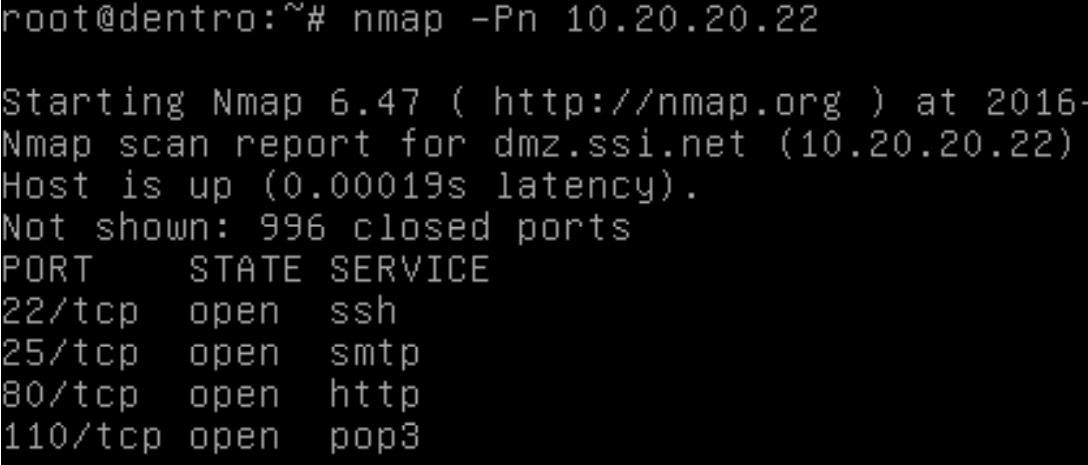 root@dentro:~# nmap -Pn 10.20.20.22
Starting Nmap 6.47 ( http://nmap.org ) at 2016
Nmap scan report for dmz.ssi.net (10.20.20.22)
Host is up (0.00019s latency).
Not shown: 996 closed ports
PORT    STATE SERVICE
22/tcp  open  ssh
25/tcp  open  smtp
80/tcp  open  http
110/tcp open  pop3